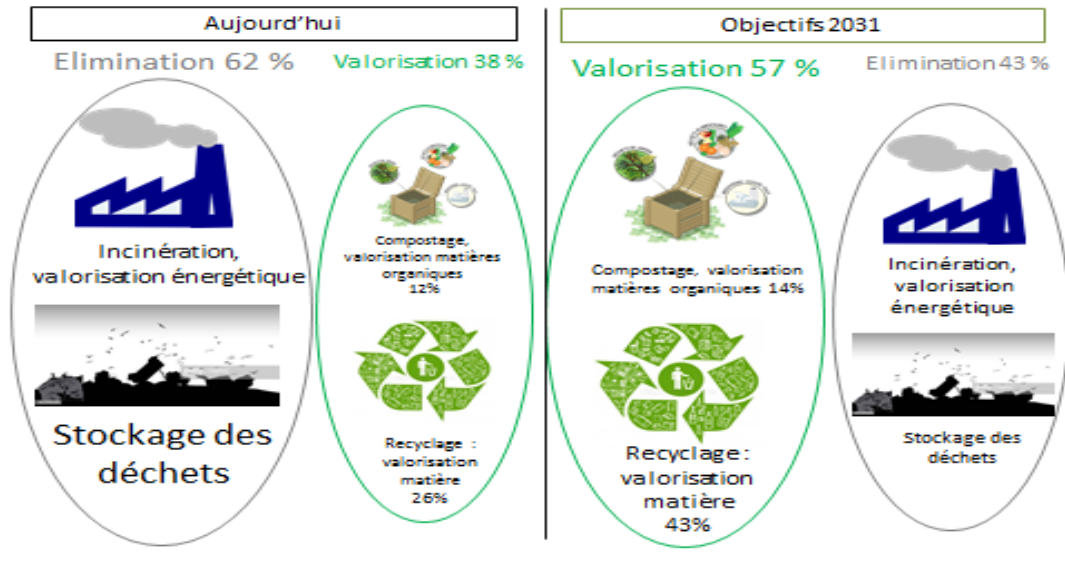 Aujourd'hui
Elimination 62 %
Valorisation 38 %
Incinération,
valorisation énergétique
Stockage des
déchets
Compostage,
valorisation matières
organiques
12%
Recyclage :
valorisation
matière
26%
Objectifs 2031
Valorisation 57 %
Elimination 43 %
Compostage, valorisation
matières organiques 14%
Recyclage :
valorisation
matière
43%
Incinération,
valorisation
énergétique
Stockage des
déchets